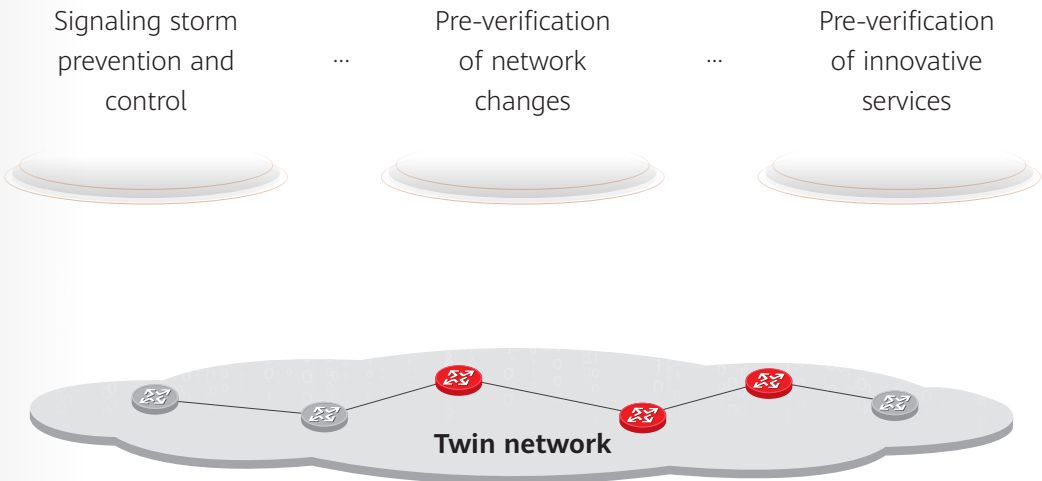 Signaling storm
prevention and
control
...
Pre-verification
of network
changes
...
Pre-verification
of innovative
services
Twin network